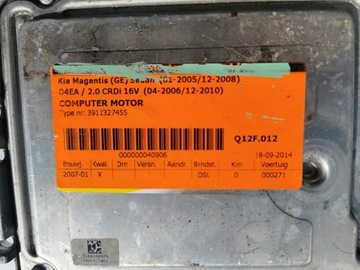 Kia Magentis (GE) Sedan (01-2005/12-2008)
D4EA / 2.0 CRDi 16V (04-2006/12-2010)
COMPUTER MOTOR
Type nr: 3911327455
Q12F.012
000000040906
18-09-2014
Bouwj. Kwal. Dm Versn. Aandr. Brndst. Km Voertuig
2007-01 X DSL 0 000271